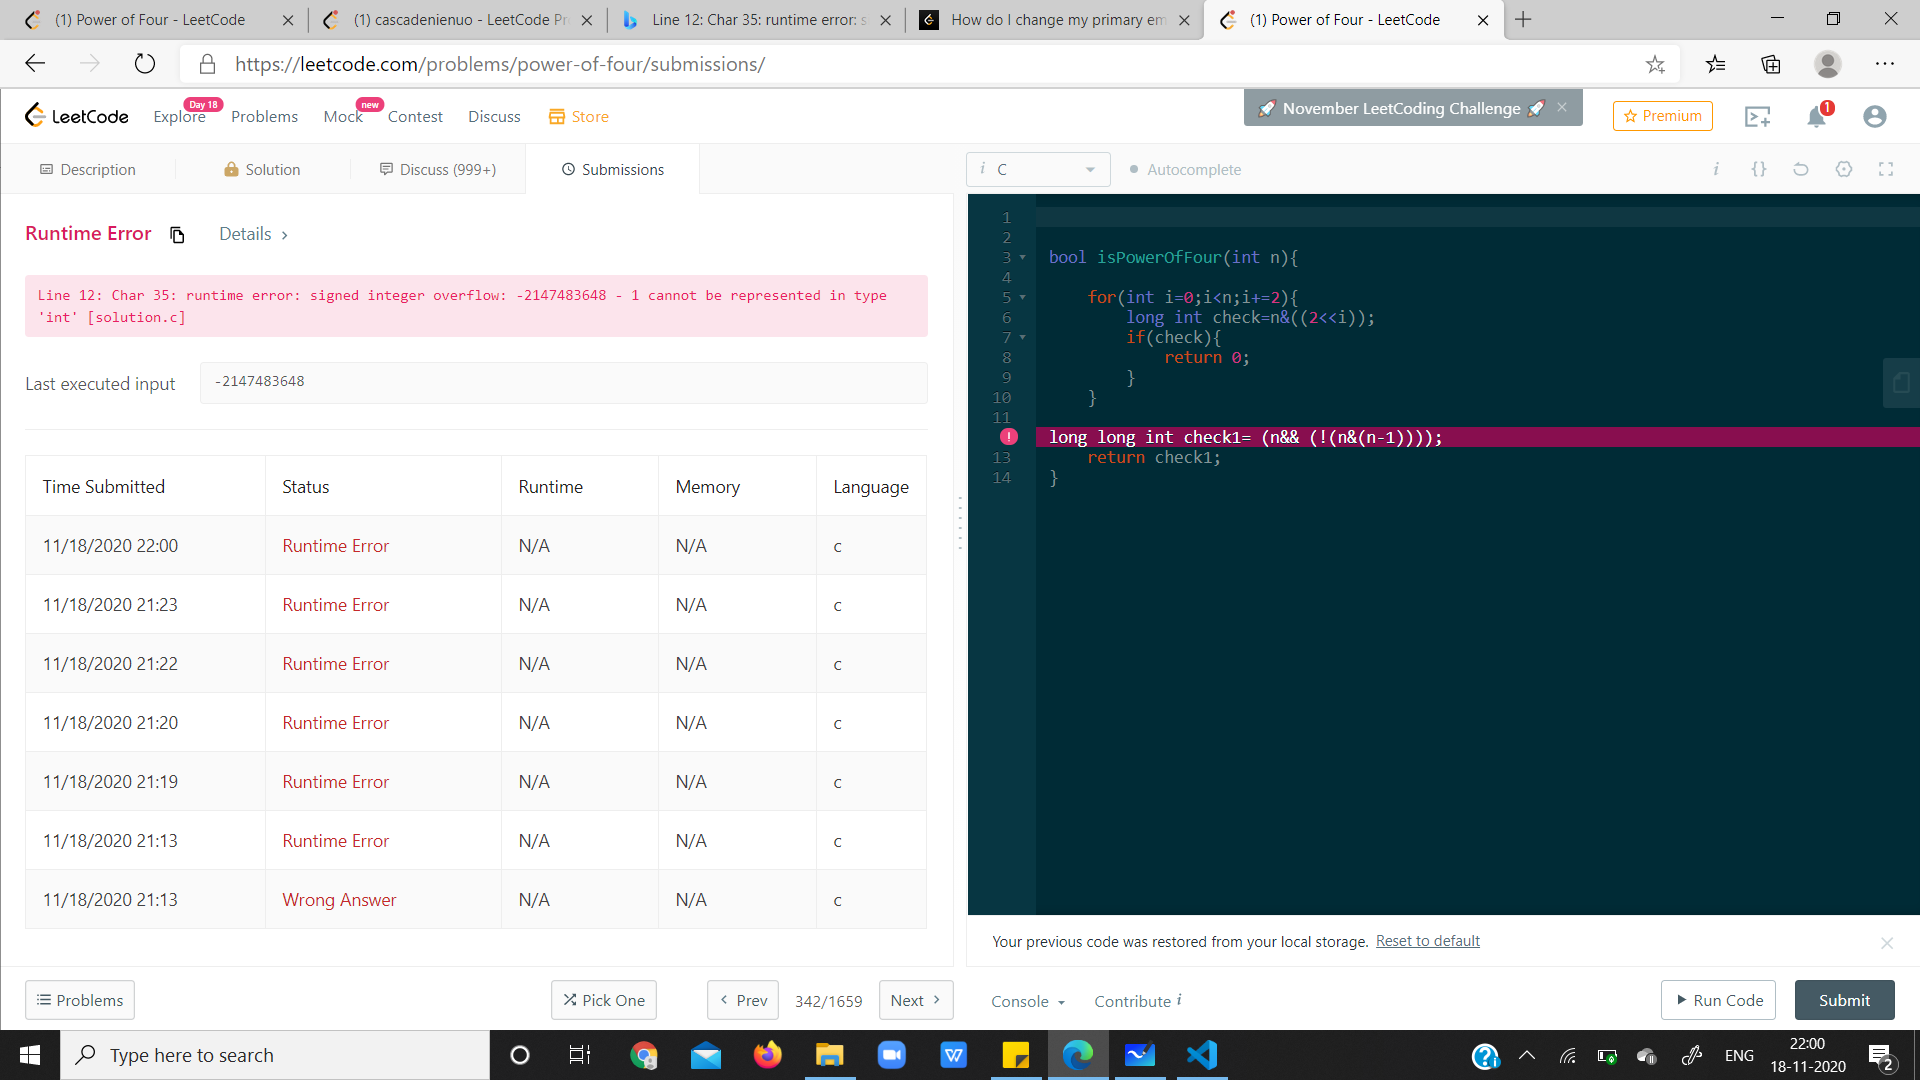 (1) Power of Four - LeetCode
(1) cascadenienuo - LeetCode Pr
Line 12: Char 35: runtime error: s
How do I change my primary em
(1) Power of Four - LeetCode
https://leetcode.com/problems/power-of-four/submissions/
LeetCode
Explore
Day 18
Problems
Mock
new
Contest
Discuss
Store
November LeetCoding Challenge
Premium
1
Description
Solution
Discuss (999+)
Submissions
i C
Autocomplete
i {}
Runtime Error
Details >
Line 12: Char 35: runtime error: signed integer overflow: -2147483648 - 1 cannot be represented in type
'int' [solution.c]
Last executed input
-2147483648
Time Submitted Status Runtime Memory Language
11/18/2020 22:00 Runtime Error N/A N/A c
11/18/2020 21:23 Runtime Error N/A N/A c
11/18/2020 21:22 Runtime Error N/A N/A c
11/18/2020 21:20 Runtime Error N/A N/A c
11/18/2020 21:19 Runtime Error N/A N/A c
11/18/2020 21:13 Runtime Error N/A N/A c
11/18/2020 21:13 Wrong Answer N/A N/A c
1
2
3 bool isPowerOfFour(int n){
4
5 for(int i=0;i<n;i+=2){
6 long int check=n&((2<<i));
7 if(check){
8 return 0;
9 }
10 }
11
! long long int check1= (n&& (!(n&(n-1))));
13 return check1;
14 }
Your previous code was restored from your local storage. Reset to default
Problems
Pick One
< Prev
342/1659
Next >
Console
Contribute i
Run Code
Submit
Type here to search
ENG
22:00
18-11-2020
2